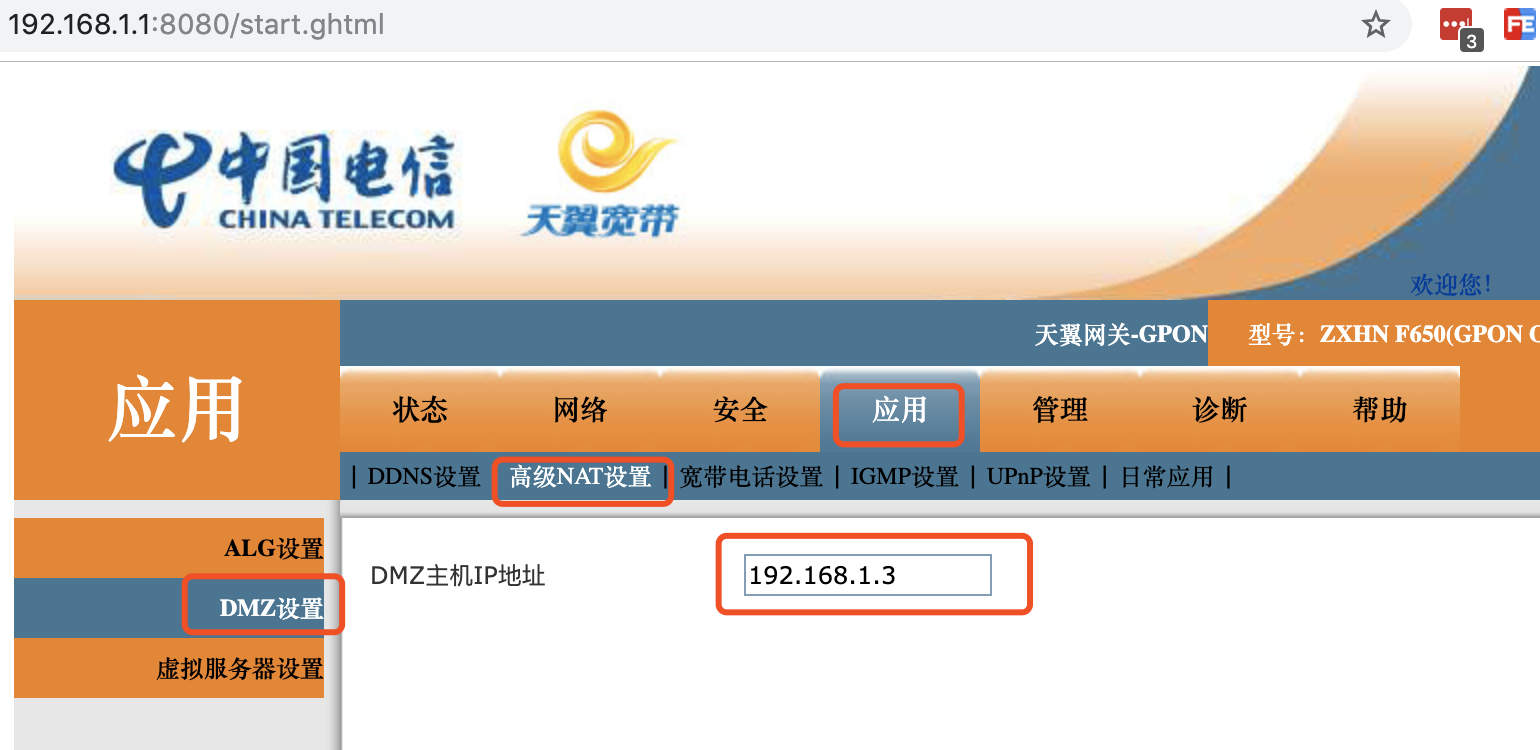 192.168.1.1:8080/start.ghtml
3
FE
中国电信
CHINA TELECOM
天翼宽带
欢迎您!
天翼网关-GPON 型号：ZXHN F650(GPON O
应用
状态 网络 安全 应用 管理 诊断 帮助
| DDNS设置 高级NAT设置 | 宽带电话设置 | IGMP设置 | UPnP设置 | 日常应用 |
ALG设置
DMZ设置
虚拟服务器设置
DMZ主机IP地址 192.168.1.3